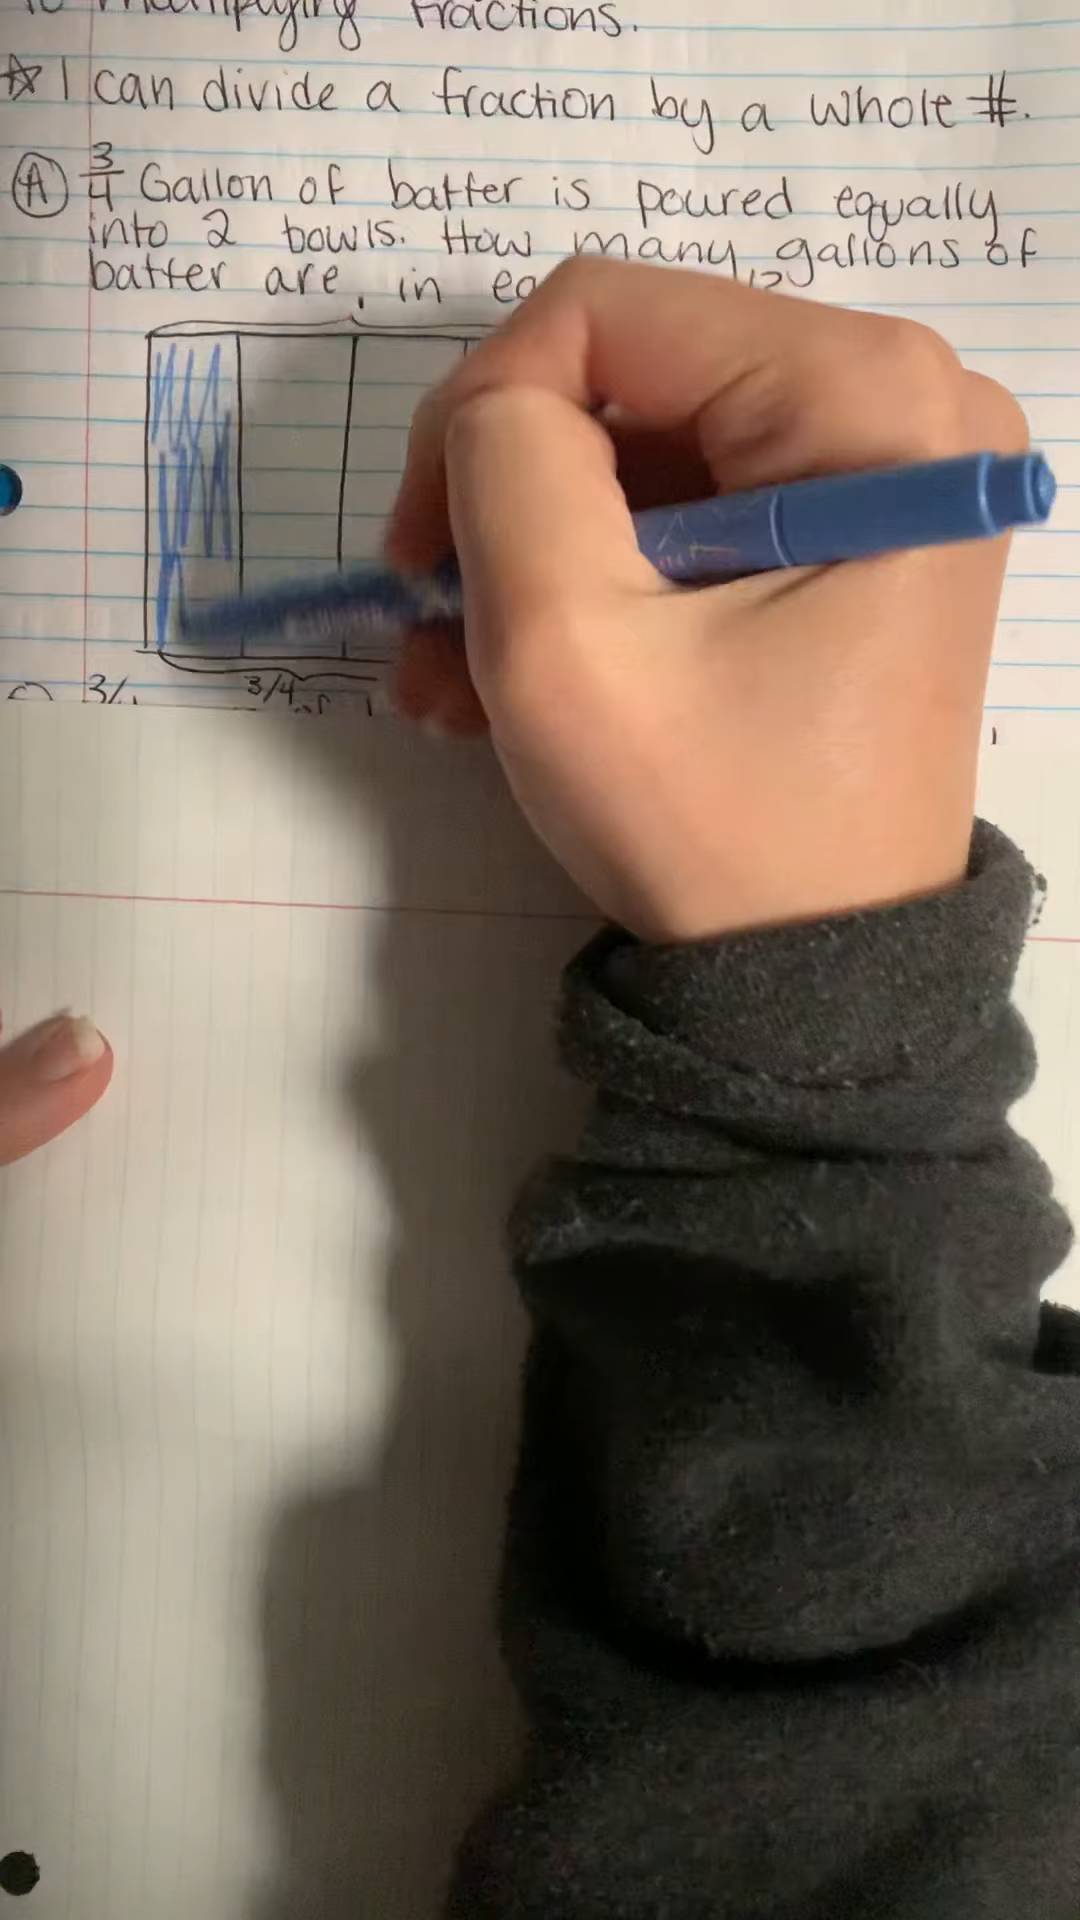 multiplying fractions.
☆ I can divide a fraction by a whole #.
(A) 3/4 Gallon of batter is poured equally
into 2 bowls. How many gallons of
batter are in
3/4